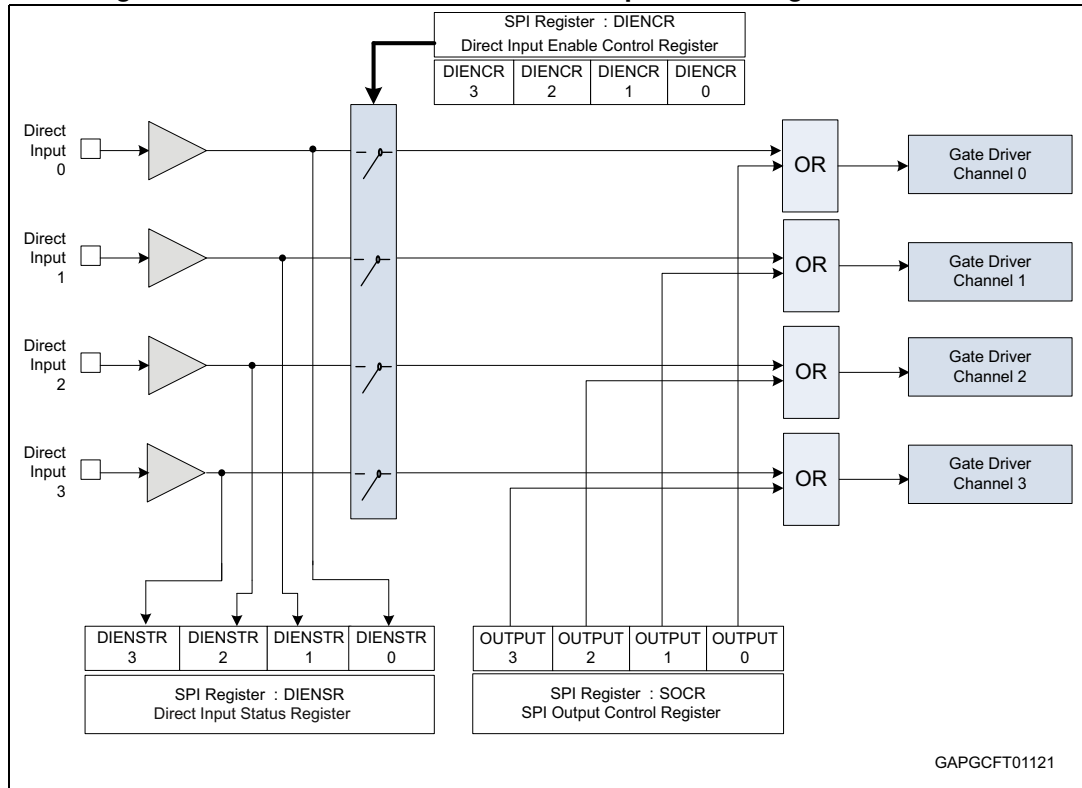 SPI Register : DIENCR
Direct Input Enable Control Register
DIENCR DIENCR DIENCR DIENCR
3 2 1 0
Direct
Input
0
OR
Gate Driver
Channel 0
Direct
Input
1
OR
Gate Driver
Channel 1
Direct
Input
2
OR
Gate Driver
Channel 2
Direct
Input
3
OR
Gate Driver
Channel 3
DIENSTR DIENSTR DIENSTR DIENSTR
3 2 1 0
SPI Register : DIENSR
Direct Input Status Register
OUTPUT OUTPUT OUTPUT OUTPUT
3 2 1 0
SPI Register : SOCR
SPI Output Control Register
GAPGCFT01121